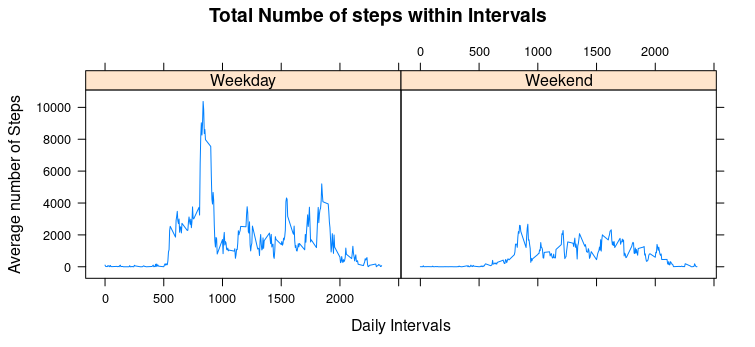 Total Numbe of steps within Intervals
0 500 1000 1500 2000
Weekday Weekend
Average number of Steps
10000
8000
6000
4000
2000
0
0 500 1000 1500 2000
Daily Intervals